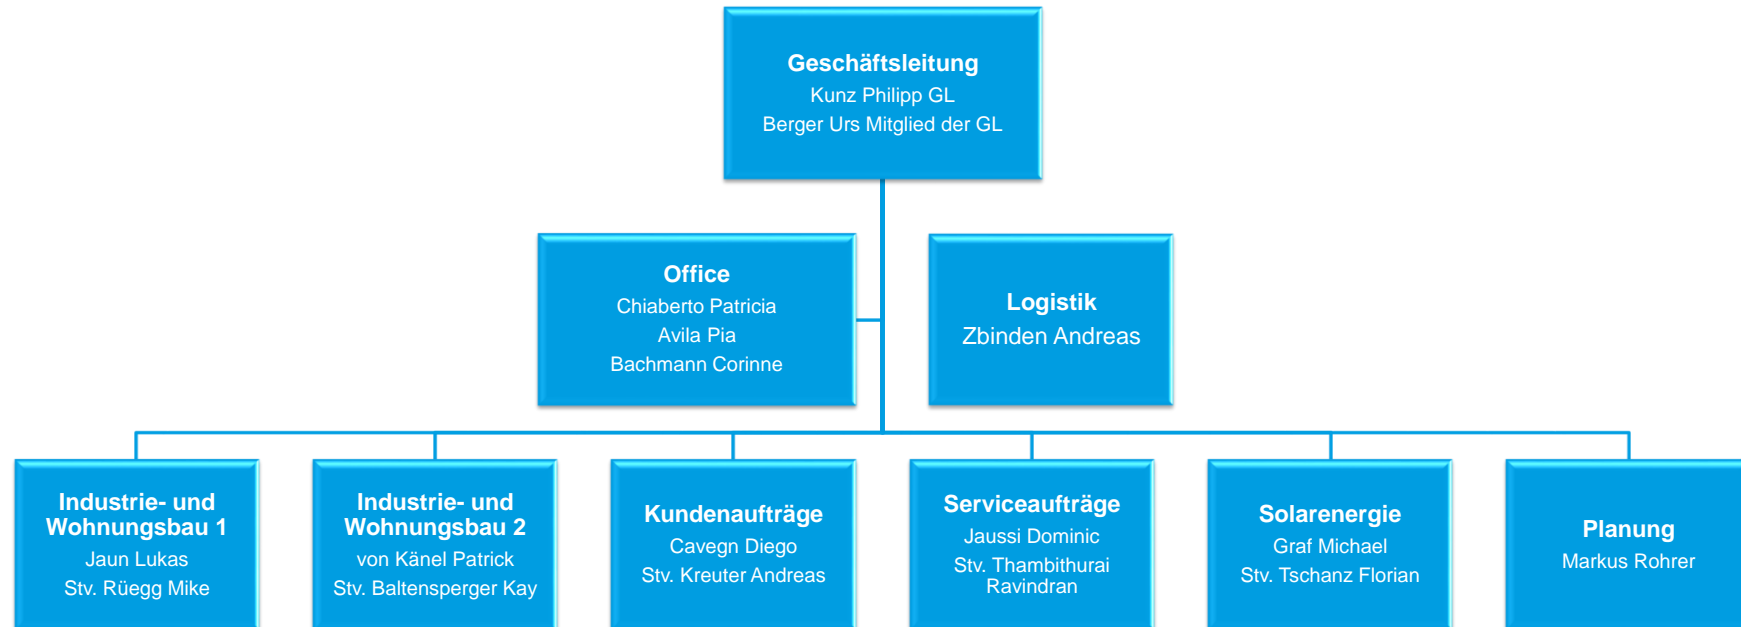 Geschäftsleitung
Kunz Philipp GL
Berger Urs Mitglied der GL
Office
Chiaberto Patricia
Avila Pia
Bachmann Corinne
Logistik
Zbinden Andreas
Industrie- und
Wohnungsbau 1
Jaun Lukas
Stv. Rüegg Mike
Industrie- und
Wohnungsbau 2
von Känel Patrick
Stv. Baltensperger Kay
Kundenaufträge
Cavegn Diego
Stv. Kreuter Andreas
Serviceaufträge
Jaussi Dominic
Stv. Thambithurai
Ravindran
Solarenergie
Graf Michael
Stv. Tschanz Florian
Planung
Markus Rohrer